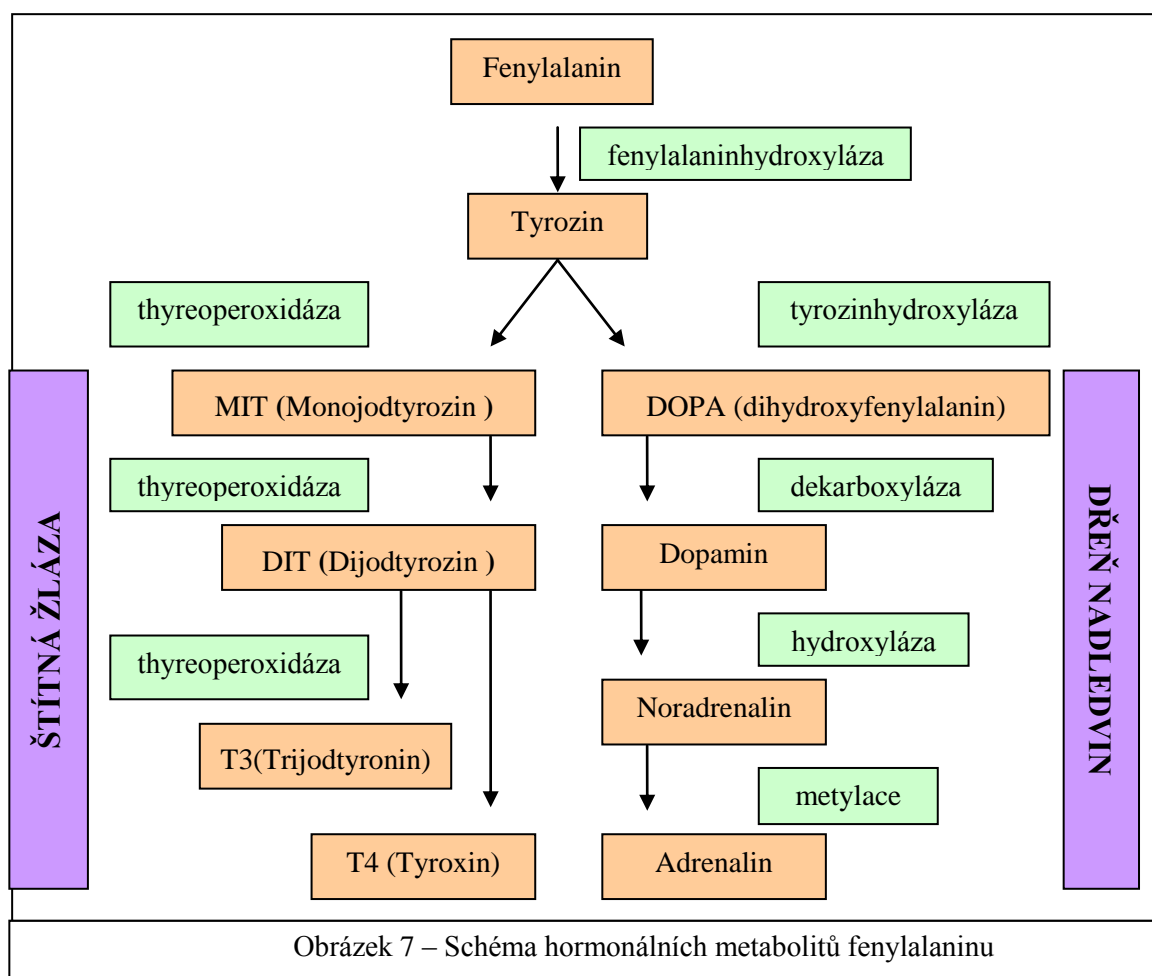 Fenylalanin
fenylalaninhydroxyláza
Tyrozin
thyreoperoxidáza
tyrozinhydroxyláza
MIT (Monojodtyrozin )
DOPA (dihydroxyfenylalanin)
thyreoperoxidáza
dekarboxyláza
DIT (Dijodtyrozin )
Dopamin
thyreoperoxidáza
hydroxyláza
Noradrenalin
T3(Trijodtyronin)
metylace
T4 (Tyroxin)
Adrenalin
ŠTÍTNÁ ŽLÁZA
DŘEŇ NADLEDVIN
Obrázek 7 – Schéma hormonálních metabolitů fenylalaninu